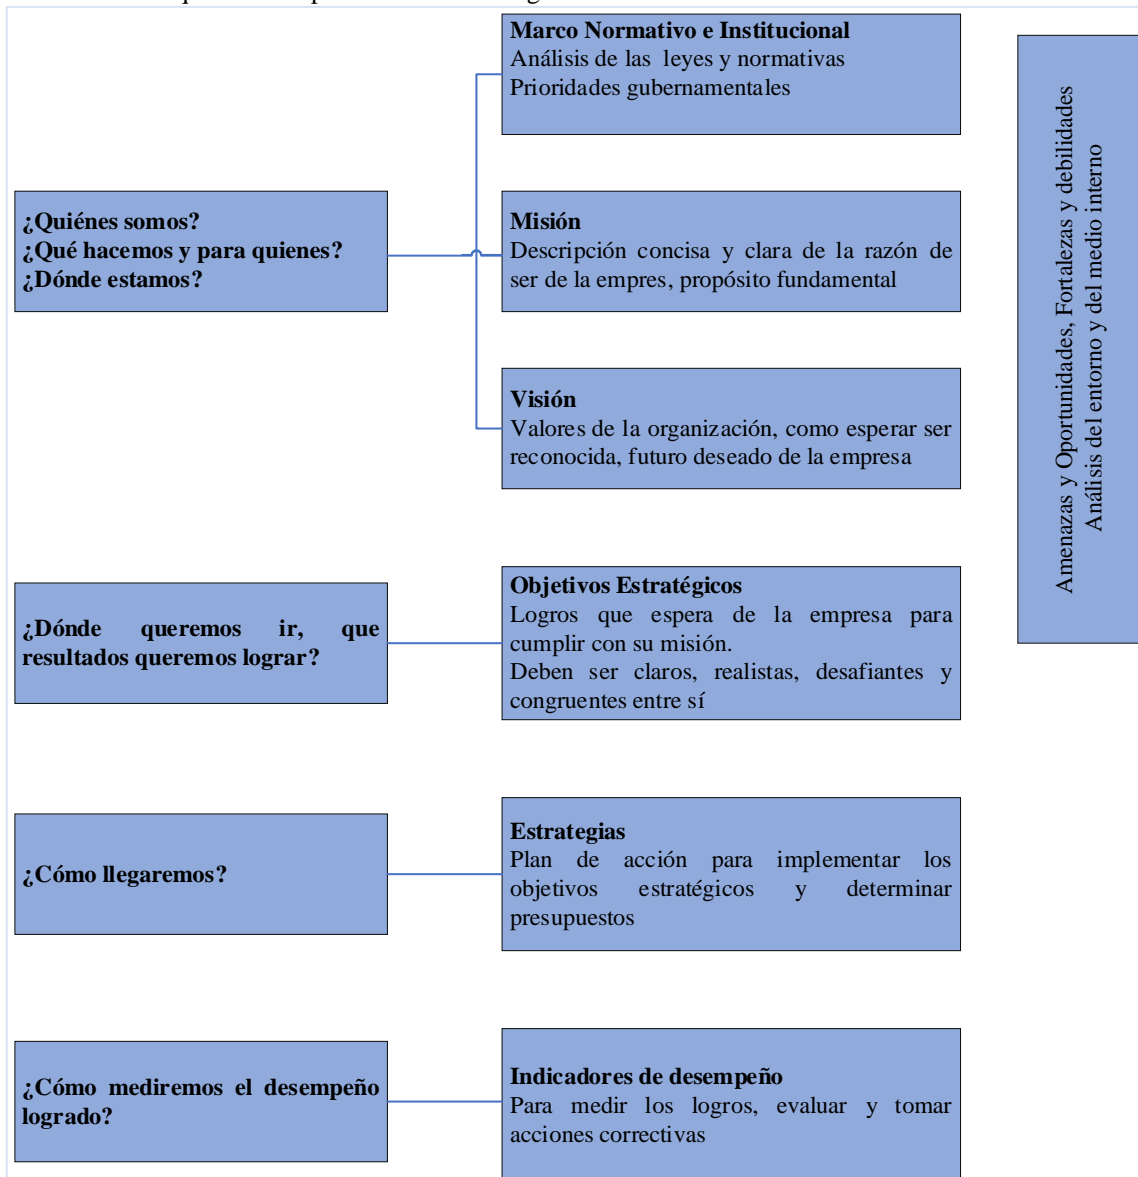 Marco Normativo e Institucional
Análisis de las leyes y normativas
Prioridades gubernamentales
¿Quiénes somos?
¿Qué hacemos y para quienes?
¿Dónde estamos?
Misión
Descripción concisa y clara de la razón de
ser de la empres, propósito fundamental
Visión
Valores de la organización, como esperar ser
reconocida, futuro deseado de la empresa
Amenazas y Oportunidades, Fortalezas y debilidades
Análisis del entorno y del medio interno
¿Dónde queremos ir, que
resultados queremos lograr?
Objetivos Estratégicos
Logros que espera de la empresa para
cumplir con su misión.
Deben ser claros, realistas, desafiantes y
congruentes entre sí
¿Cómo llegaremos?
Estrategias
Plan de acción para implementar los
objetivos estratégicos y determinar
presupuestos
¿Cómo mediremos el desempeño
logrado?
Indicadores de desempeño
Para medir los logros, evaluar y tomar
acciones correctivas